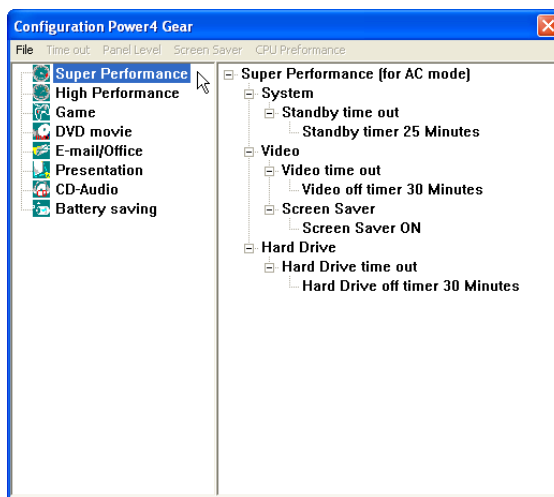 Configuration Power4 Gear
File Time out Panel Level Screen Saver CPU Preformance
Super Performance
High Performance
Game
DVD movie
E-mail/Office
Presentation
CD-Audio
Battery saving
Super Performance (for AC mode)
System
Standby time out
Standby timer 25 Minutes
Video
Video time out
Video off timer 30 Minutes
Screen Saver
Screen Saver ON
Hard Drive
Hard Drive time out
Hard Drive off timer 30 Minutes